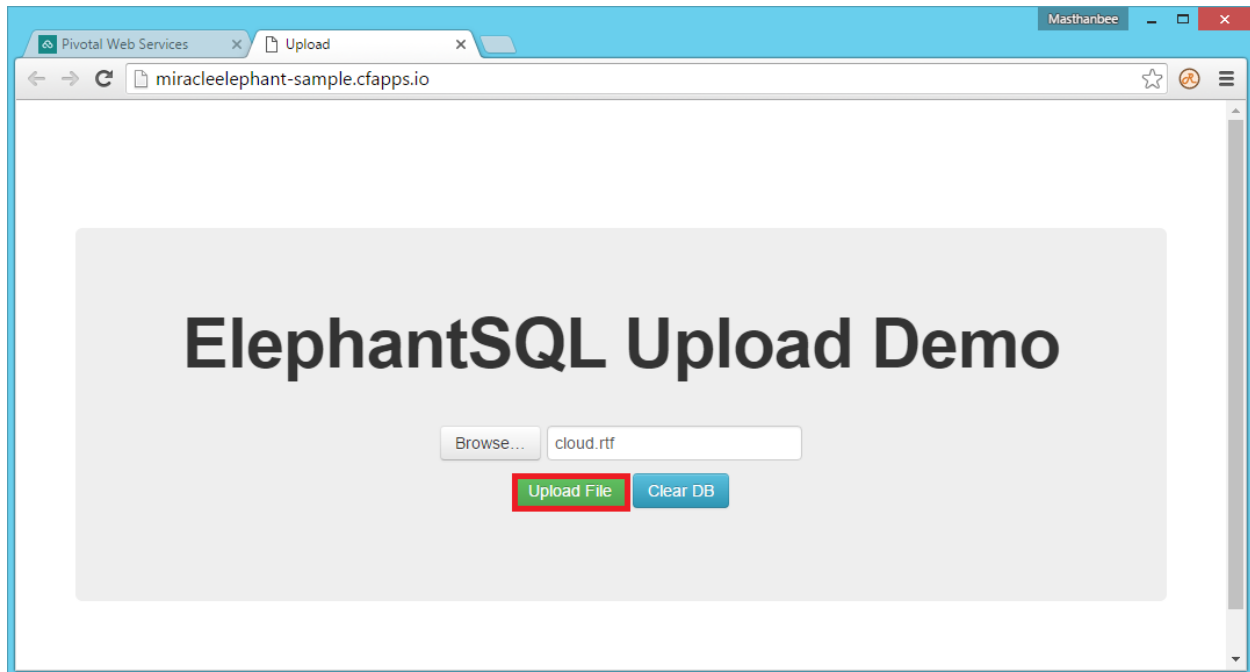 Masthanbee
Pivotal Web Services
Upload
miracleelephant-sample.cfapps.io
ElephantSQL Upload Demo
Browse...
cloud.rtf
Upload File
Clear DB